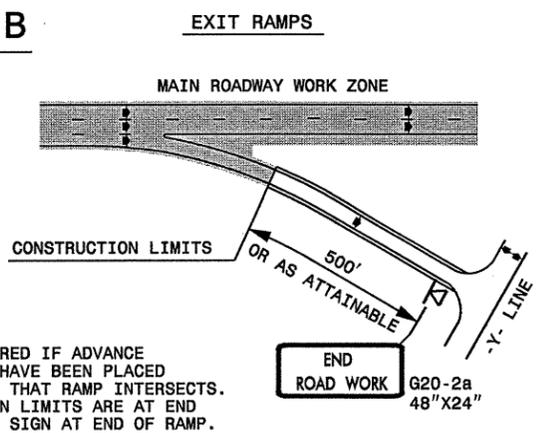 B
EXIT RAMPS
MAIN ROADWAY WORK ZONE
CONSTRUCTION LIMITS
500'
OR AS ATTAINABLE
-Y- LINE
END
ROAD WORK
G20-2a
48"X24"
RED IF ADVANCE
HAVE BEEN PLACED
THAT RAMP INTERSECTS.
N LIMITS ARE AT END
SIGN AT END OF RAMP.